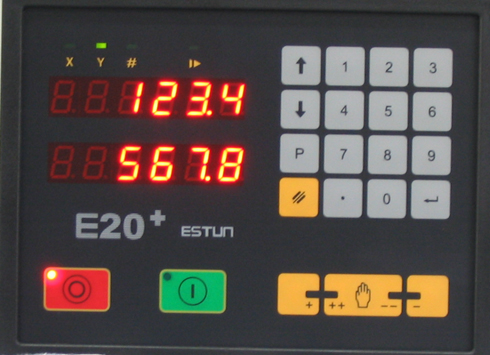 X Y #
123.4
567.8
E20+ ESTUN
↑ 1 2 3
↓ 4 5 6
P 7 8 9
. 0 ↵
+ ++ -- -